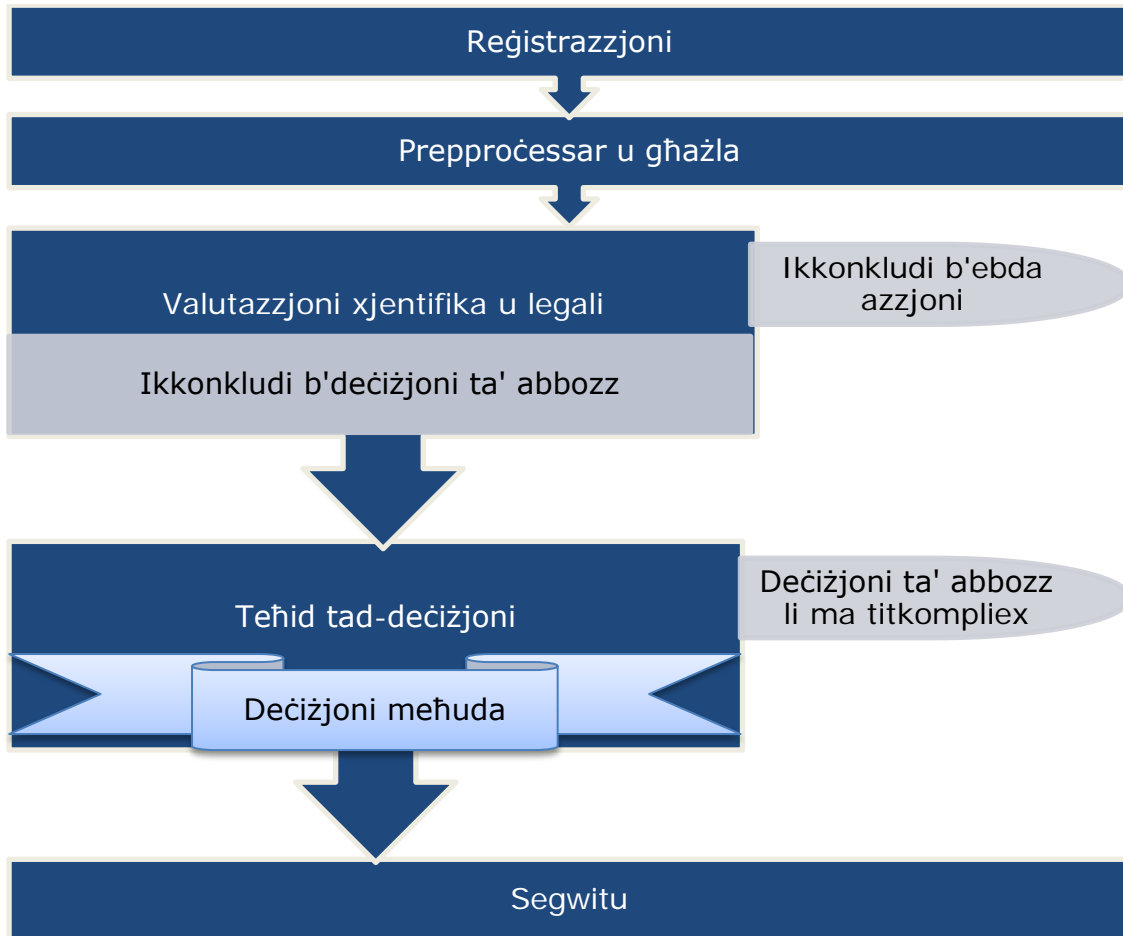 Reġistrazzjoni
Prepproċessar u għażla
Valutazzjoni xjentifika u legali
Ikkonkludi b'ebda
azzjoni
Ikkonkludi b'deċiżjoni ta' abbozz
Teħid tad-deċiżjoni
Deċiżjoni ta' abbozz
li ma titkompliex
Deċiżjoni meħuda
Segwitu